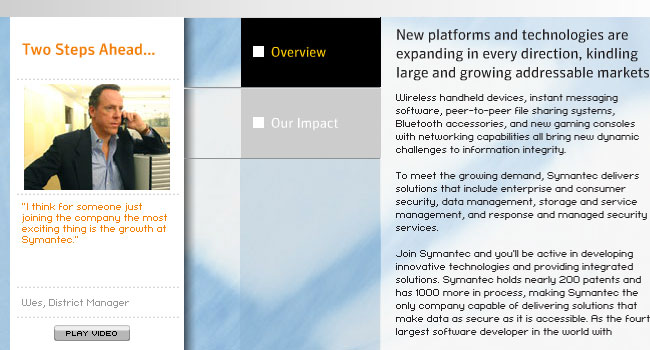 Two Steps Ahead...
"I think for someone just
joining the company the most
exciting thing is the growth at
Symantec."
Wes, District Manager
PLAY VIDEO
Overview
Our Impact
New platforms and technologies are
expanding in every direction, kindling
large and growing addressable markets
Wireless handheld devices, instant messaging
software, peer-to-peer file sharing systems,
Bluetooth accessories, and new gaming consoles
with networking capabilities all bring new dynamic
challenges to information integrity.
To meet the growing demand, Symantec delivers
solutions that include enterprise and consumer
security, data management, storage and service
management, and response and managed security
services.
Join Symantec and you'll be active in developing
innovative technologies and providing integrated
solutions. Symantec holds nearly 200 patents and
has 1000 more in process, making Symantec the
only company capable of delivering solutions that
make data as secure as it is accessible. As the fourt
largest software developer in the world with